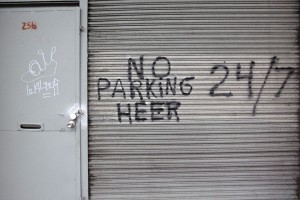 256
NO
PARKING 24/7
HEER